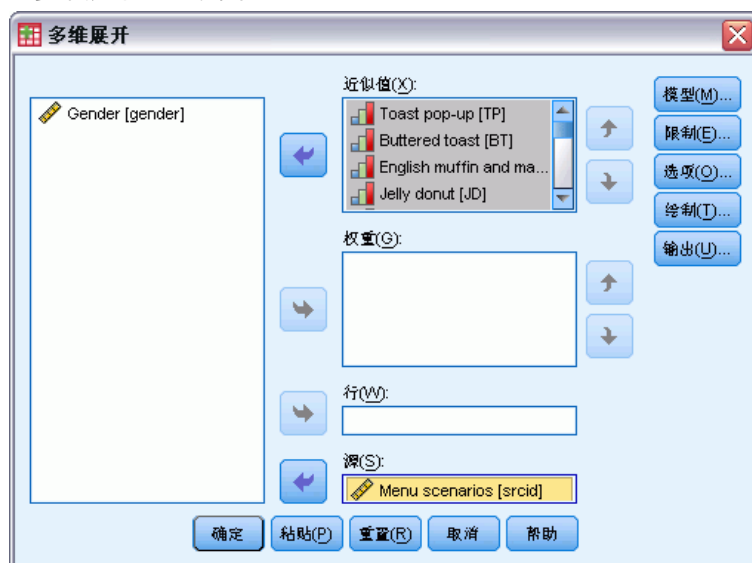 多维展开
Gender [gender]
近似值(X):
Toast pop-up [TP]
Buttered toast [BT]
English muffin and ma...
Jelly donut [JD]
权重(G):
行(W):
源(S):
Menu scenarios [srcid]
模型(M)...
限制(E)...
选项(O)...
绘制(T)...
输出(U)...
确定
粘贴(P)
重置(R)
取消
帮助